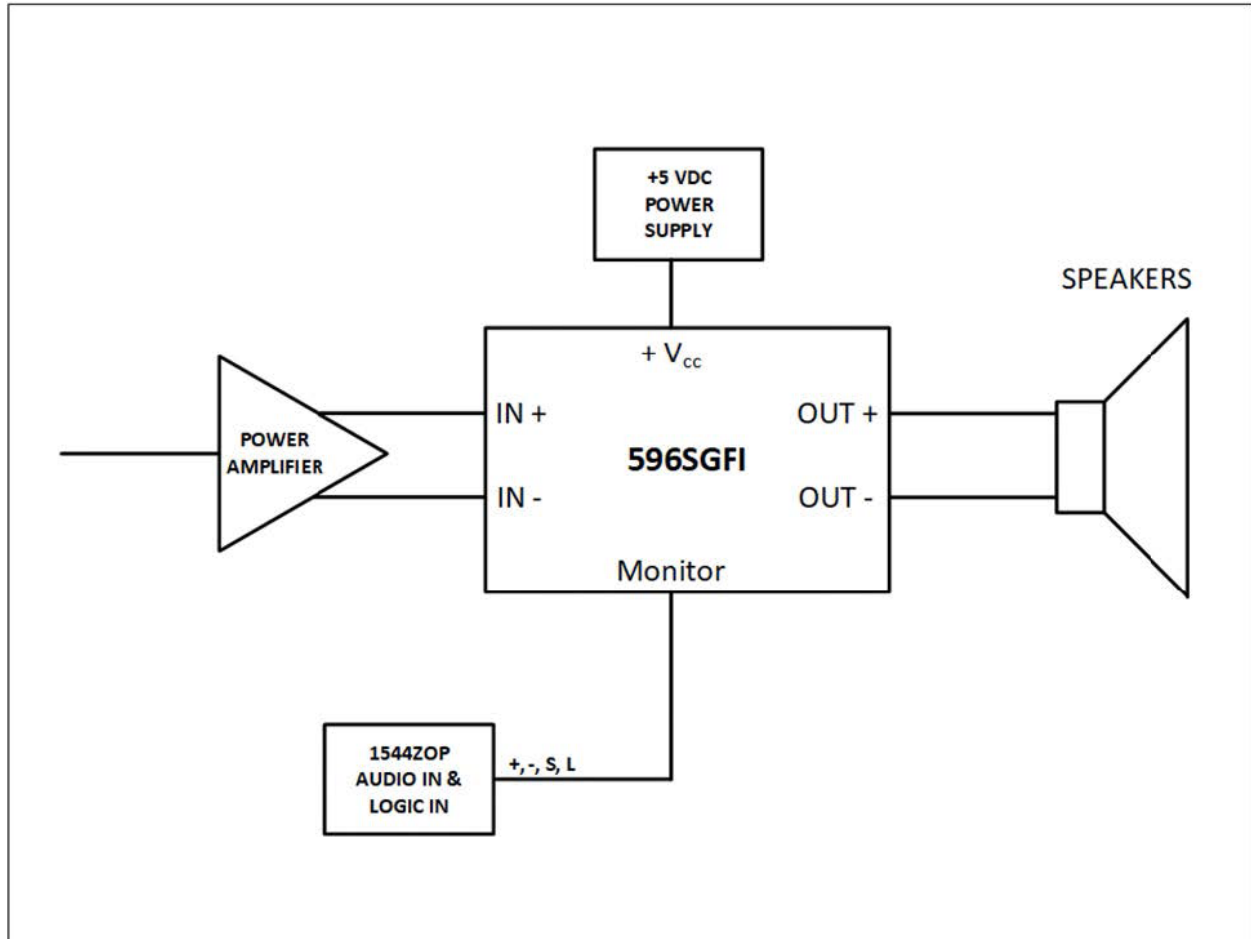 +5 VDC
POWER
SUPPLY
SPEAKERS
+ Vcc
POWER
AMPLIFIER
IN +
IN -
596SGFI
OUT +
OUT -
Monitor
1544ZOP
AUDIO IN &
LOGIC IN
+,-, S, L